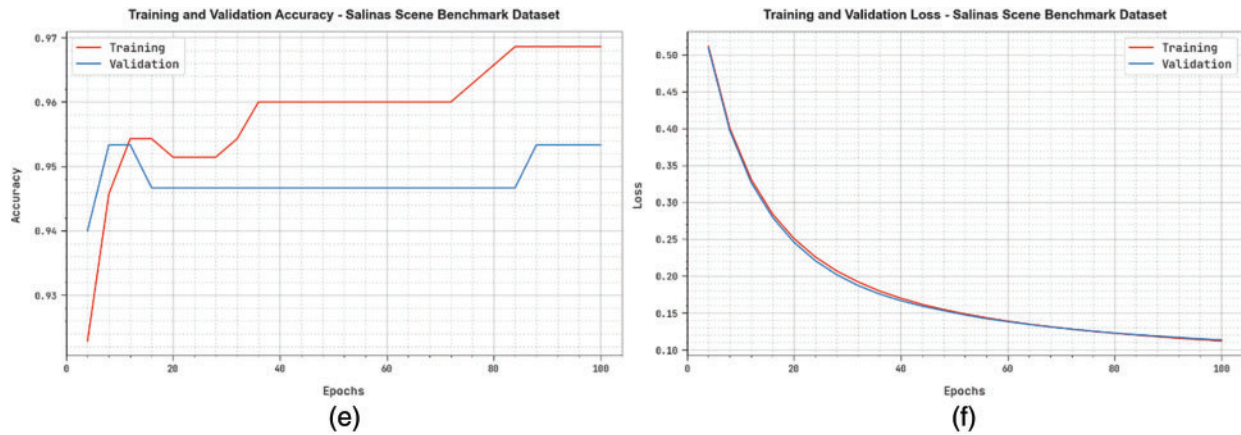 Training and Validation Accuracy - Salinas Scene Benchmark Dataset
Training
Validation
0.97
0.96
0.95
0.94
0.93
Accuracy
0 20 40 60 80 100
Epochs
(e)
Training and Validation Loss - Salinas Scene Benchmark Dataset
Training
Validation
0.50
0.40
0.35
0.30
0.25
0.20
0.15
0.10
Loss
0 20 40 60 80 100
Epochs
(f)